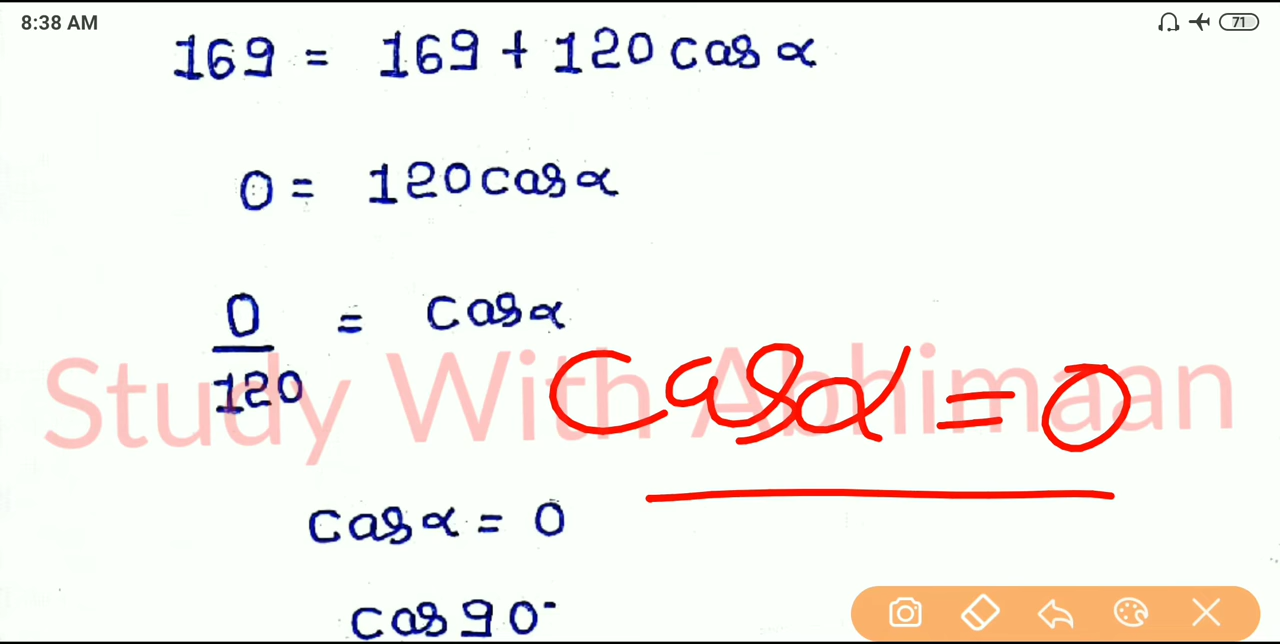 8:38 AM
71
169 = 169 + 120 cos α
0 = 120 cos α
0/120 = cos α
Study With Abhimaan
cos α = 0
cos α = 0
cos 90°